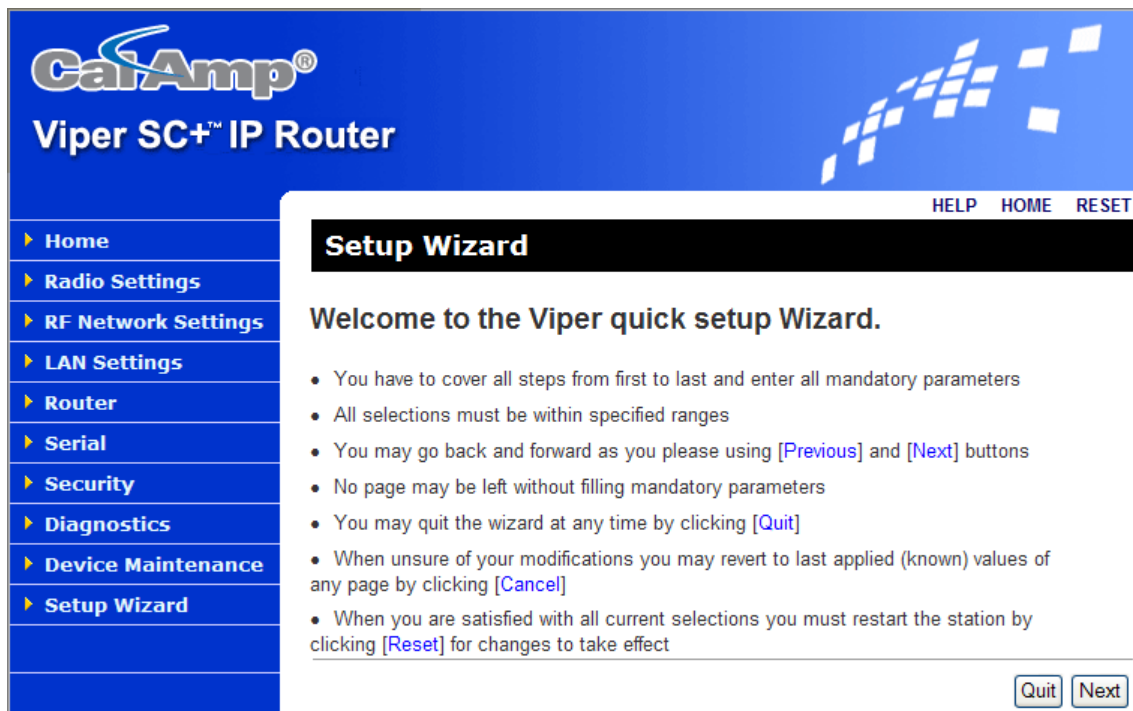 CalAmp®
Viper SC+™ IP Router
HELP HOME RESET
Home
Radio Settings
RF Network Settings
LAN Settings
Router
Serial
Security
Diagnostics
Device Maintenance
Setup Wizard
Setup Wizard
Welcome to the Viper quick setup Wizard.
• You have to cover all steps from first to last and enter all mandatory parameters
• All selections must be within specified ranges
• You may go back and forward as you please using [Previous] and [Next] buttons
• No page may be left without filling mandatory parameters
• You may quit the wizard at any time by clicking [Quit]
• When unsure of your modifications you may revert to last applied (known) values of
any page by clicking [Cancel]
• When you are satisfied with all current selections you must restart the station by
clicking [Reset] for changes to take effect
Quit Next